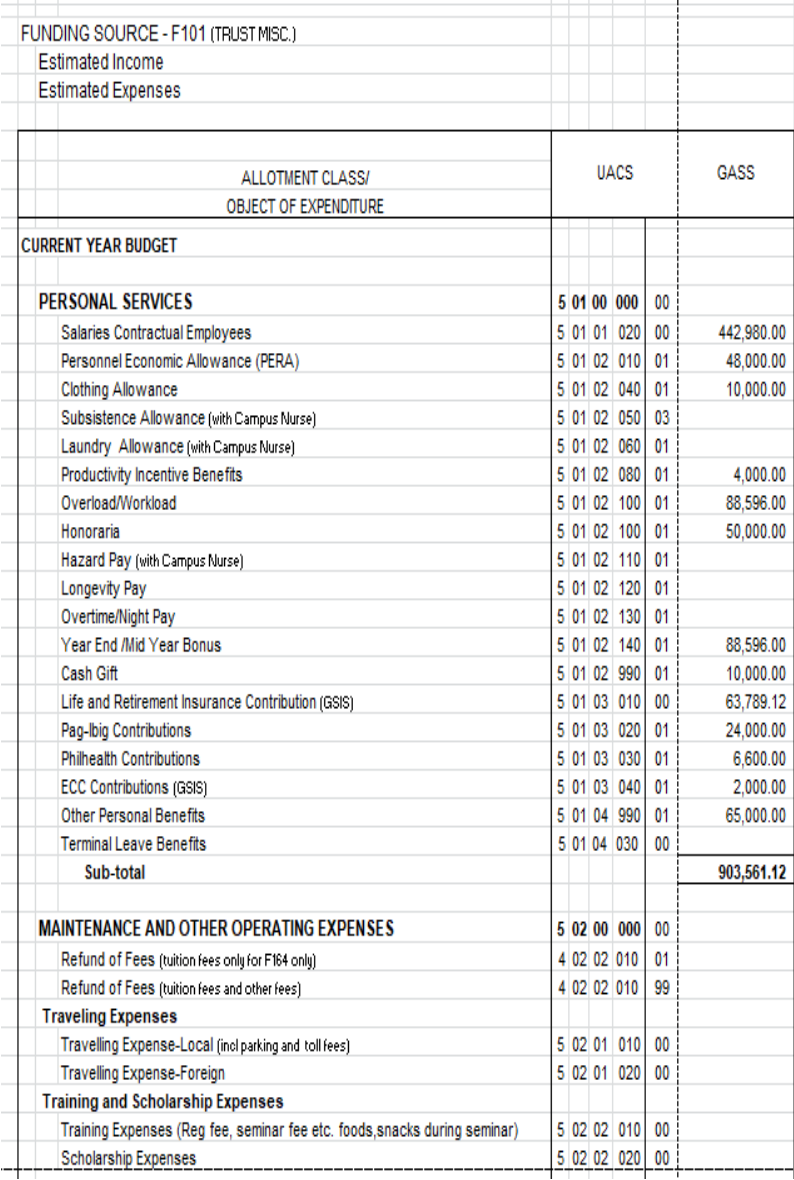 FUNDING SOURCE - F101 (TRUST MISC.)
Estimated Income
Estimated Expenses
ALLOTMENT CLASS/ UACS GASS
OBJECT OF EXPENDITURE
CURRENT YEAR BUDGET
PERSONAL SERVICES 5 01 00 000 00
Salaries Contractual Employees 5 01 01 020 00 442,980.00
Personnel Economic Allowance (PERA) 5 01 02 010 01 48,000.00
Clothing Allowance 5 01 02 040 01 10,000.00
Subsistence Allowance (with Campus Nurse) 5 01 02 050 03
Laundry Allowance (with Campus Nurse) 5 01 02 060 01
Productivity Incentive Benefits 5 01 02 080 01 4,000.00
Overload/Workload 5 01 02 100 01 88,596.00
Honoraria 5 01 02 100 01 50,000.00
Hazard Pay (with Campus Nurse) 5 01 02 110 01
Longevity Pay 5 01 02 120 01
Overtime/Night Pay 5 01 02 130 01
Year End /Mid Year Bonus 5 01 02 140 01 88,596.00
Cash Gift 5 01 02 990 01 10,000.00
Life and Retirement Insurance Contribution (GSIS) 5 01 03 010 00 63,789.12
Pag-Ibig Contributions 5 01 03 020 01 24,000.00
Philhealth Contributions 5 01 03 030 01 6,600.00
ECC Contributions (GSIS) 5 01 03 040 01 2,000.00
Other Personal Benefits 5 01 04 990 01 65,000.00
Terminal Leave Benefits 5 01 04 030 00
Sub-total 903,561.12
MAINTENANCE AND OTHER OPERATING EXPENSES 5 02 00 000 00
Refund of Fees (tuition fees only for F164 only) 4 02 02 010 01
Refund of Fees (tuition fees and other fees) 4 02 02 010 99
Traveling Expenses
Travelling Expense-Local (incl parking and toll fees) 5 02 01 010 00
Travelling Expense-Foreign 5 02 01 020 00
Training and Scholarship Expenses
Training Expenses (Reg fee, seminar fee etc. foods,snacks during seminar) 5 02 02 010 00
Scholarship Expenses 5 02 02 020 00